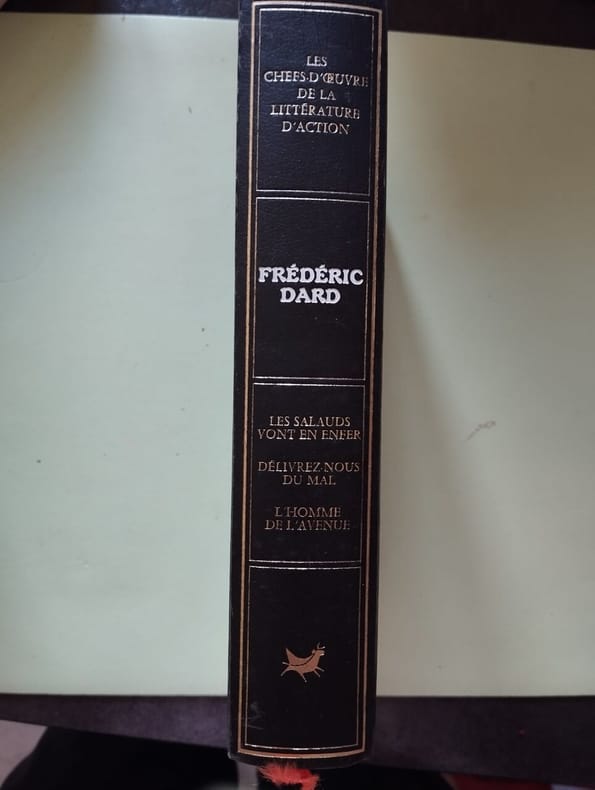 LES
CHEFS-D'ŒUVRE
DE LA
LITTÉRATURE
D'ACTION
FRÉDÉRIC
DARD
LES SALAUDS
VONT EN ENFER
DÉLIVREZ-NOUS
DU MAL
L'HOMME
DE L'AVENUE